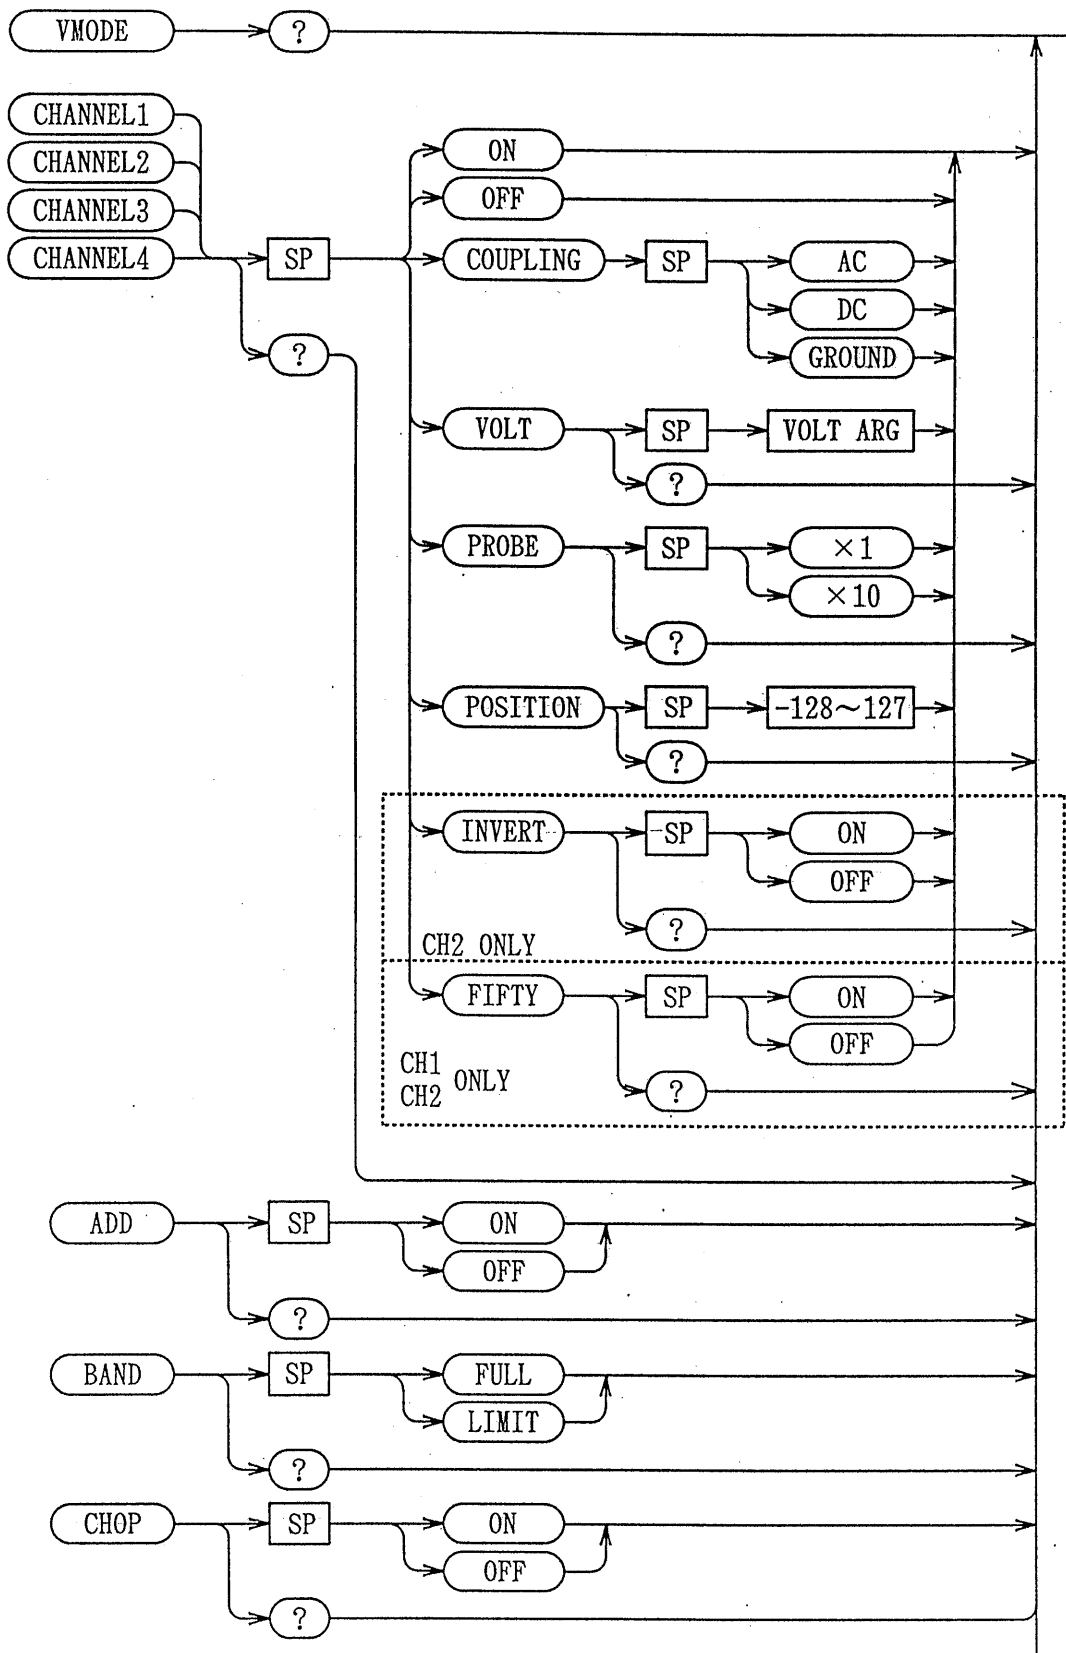 VMODE ?
CHANNEL1
CHANNEL2
CHANNEL3
CHANNEL4 SP
?
ON
OFF
COUPLING SP AC
DC
GROUND
VOLT SP VOLT ARG
?
PROBE SP ×1
×10
?
POSITION SP -128~127
?
INVERT SP ON
OFF
?
CH2 ONLY
FIFTY SP ON
OFF
CH1
CH2 ONLY
?
ADD SP ON
OFF
?
BAND SP FULL
LIMIT
?
CHOP SP ON
OFF
?